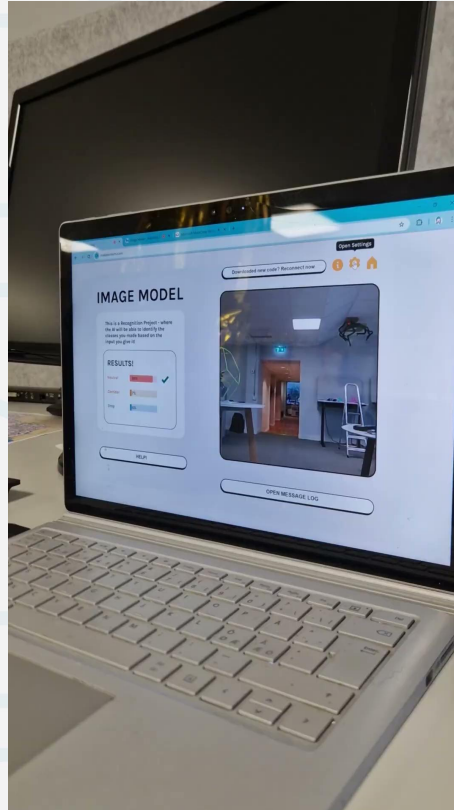 Open Settings
Downloaded new code? Reconnect now
IMAGE MODEL
This is a Recognition Project - where
the AI will be able to identify the
classes you made based on the
input you give it!
RESULTS!
HELP!
OPEN MESSAGE LOG